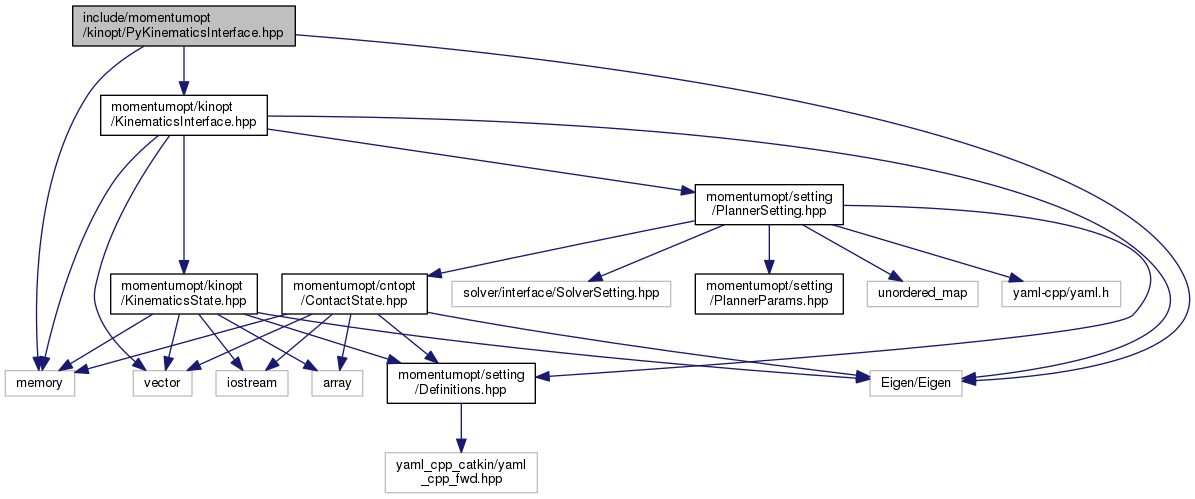 include/momentumopt
/kinopt/PyKinematicsInterface.hpp
momentumopt/kinopt
/KinematicsInterface.hpp
momentumopt/setting
/PlannerSetting.hpp
momentumopt/kinopt
/KinematicsState.hpp
momentumopt/cntopt
/ContactState.hpp
solver/interface/SolverSetting.hpp
momentumopt/setting
/PlannerParams.hpp
unordered_map
yaml-cpp/yaml.h
memory
vector
iostream
array
momentumopt/setting
/Definitions.hpp
Eigen/Eigen
yaml_cpp_catkin/yaml
_cpp_fwd.hpp